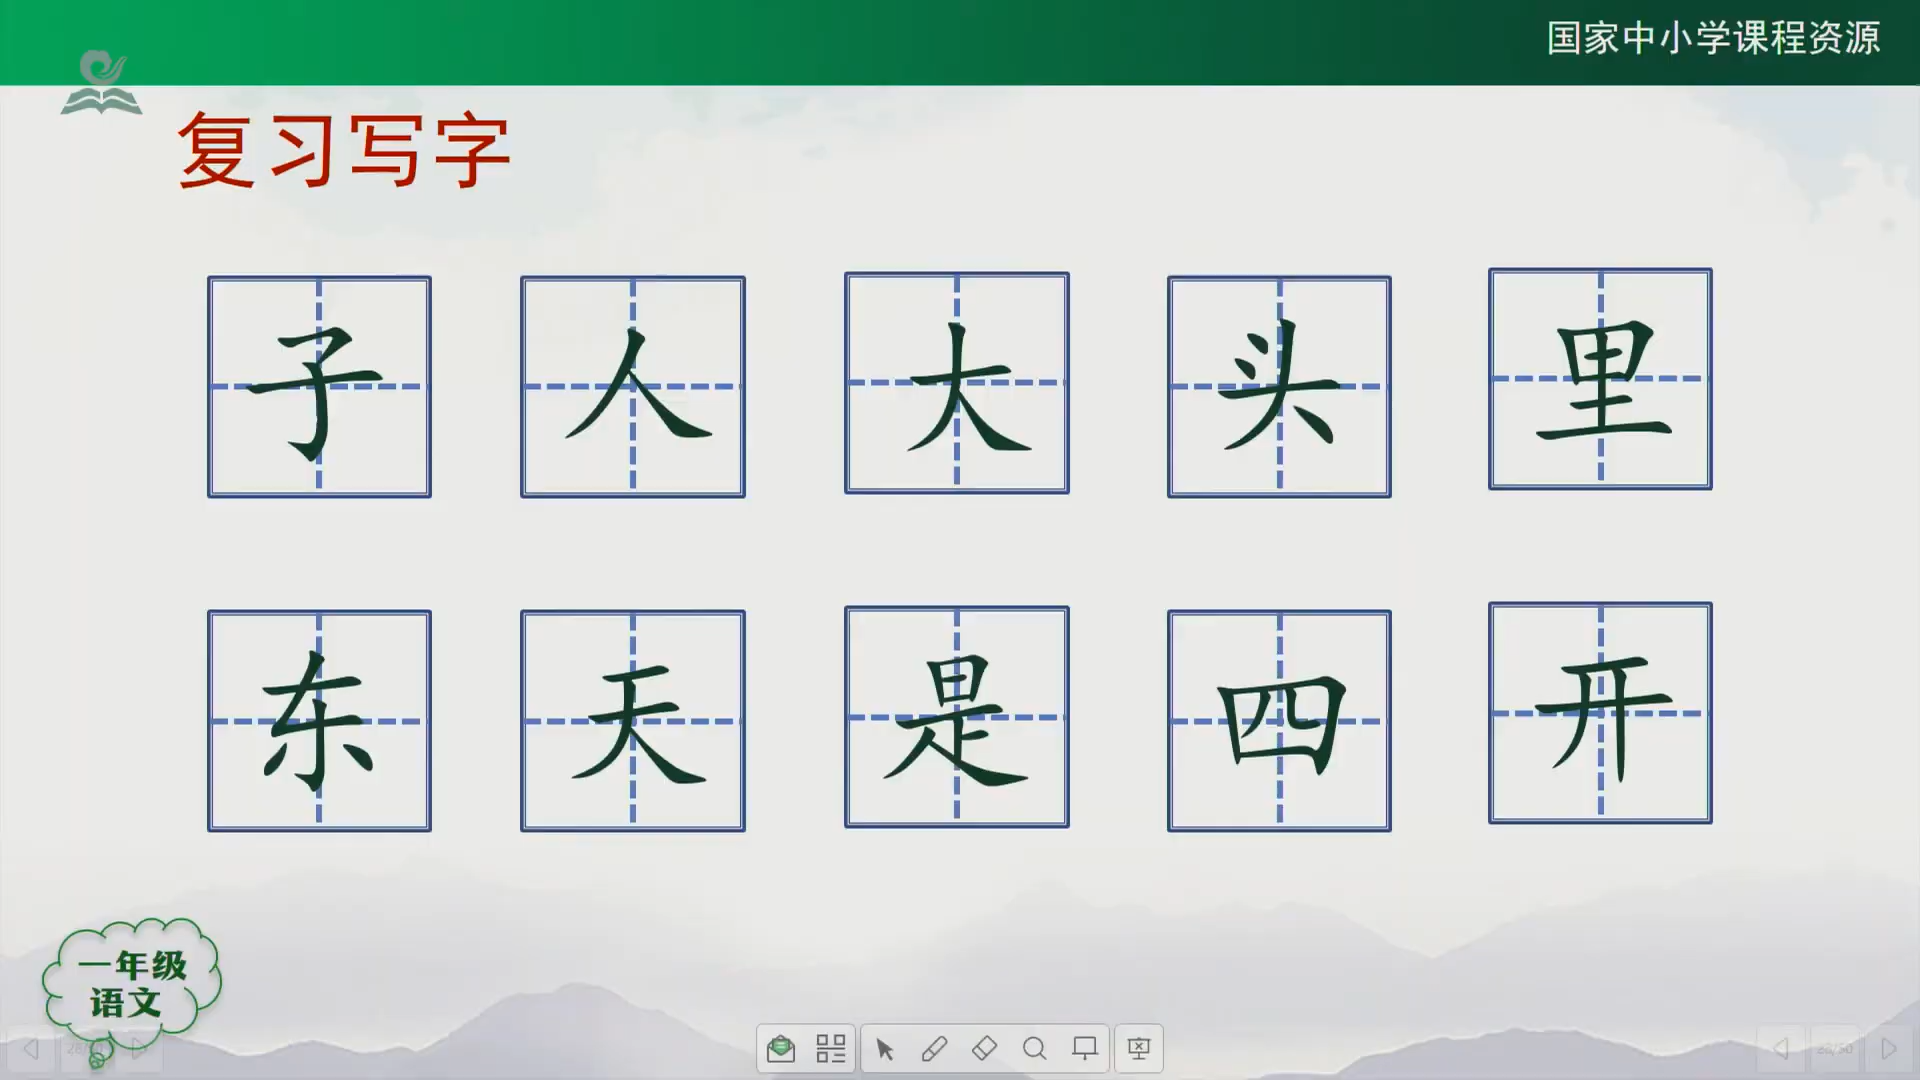 国家中小学课程资源
复习写字
子 人 大 头 里
东 天 是 四 开
一年级
语文